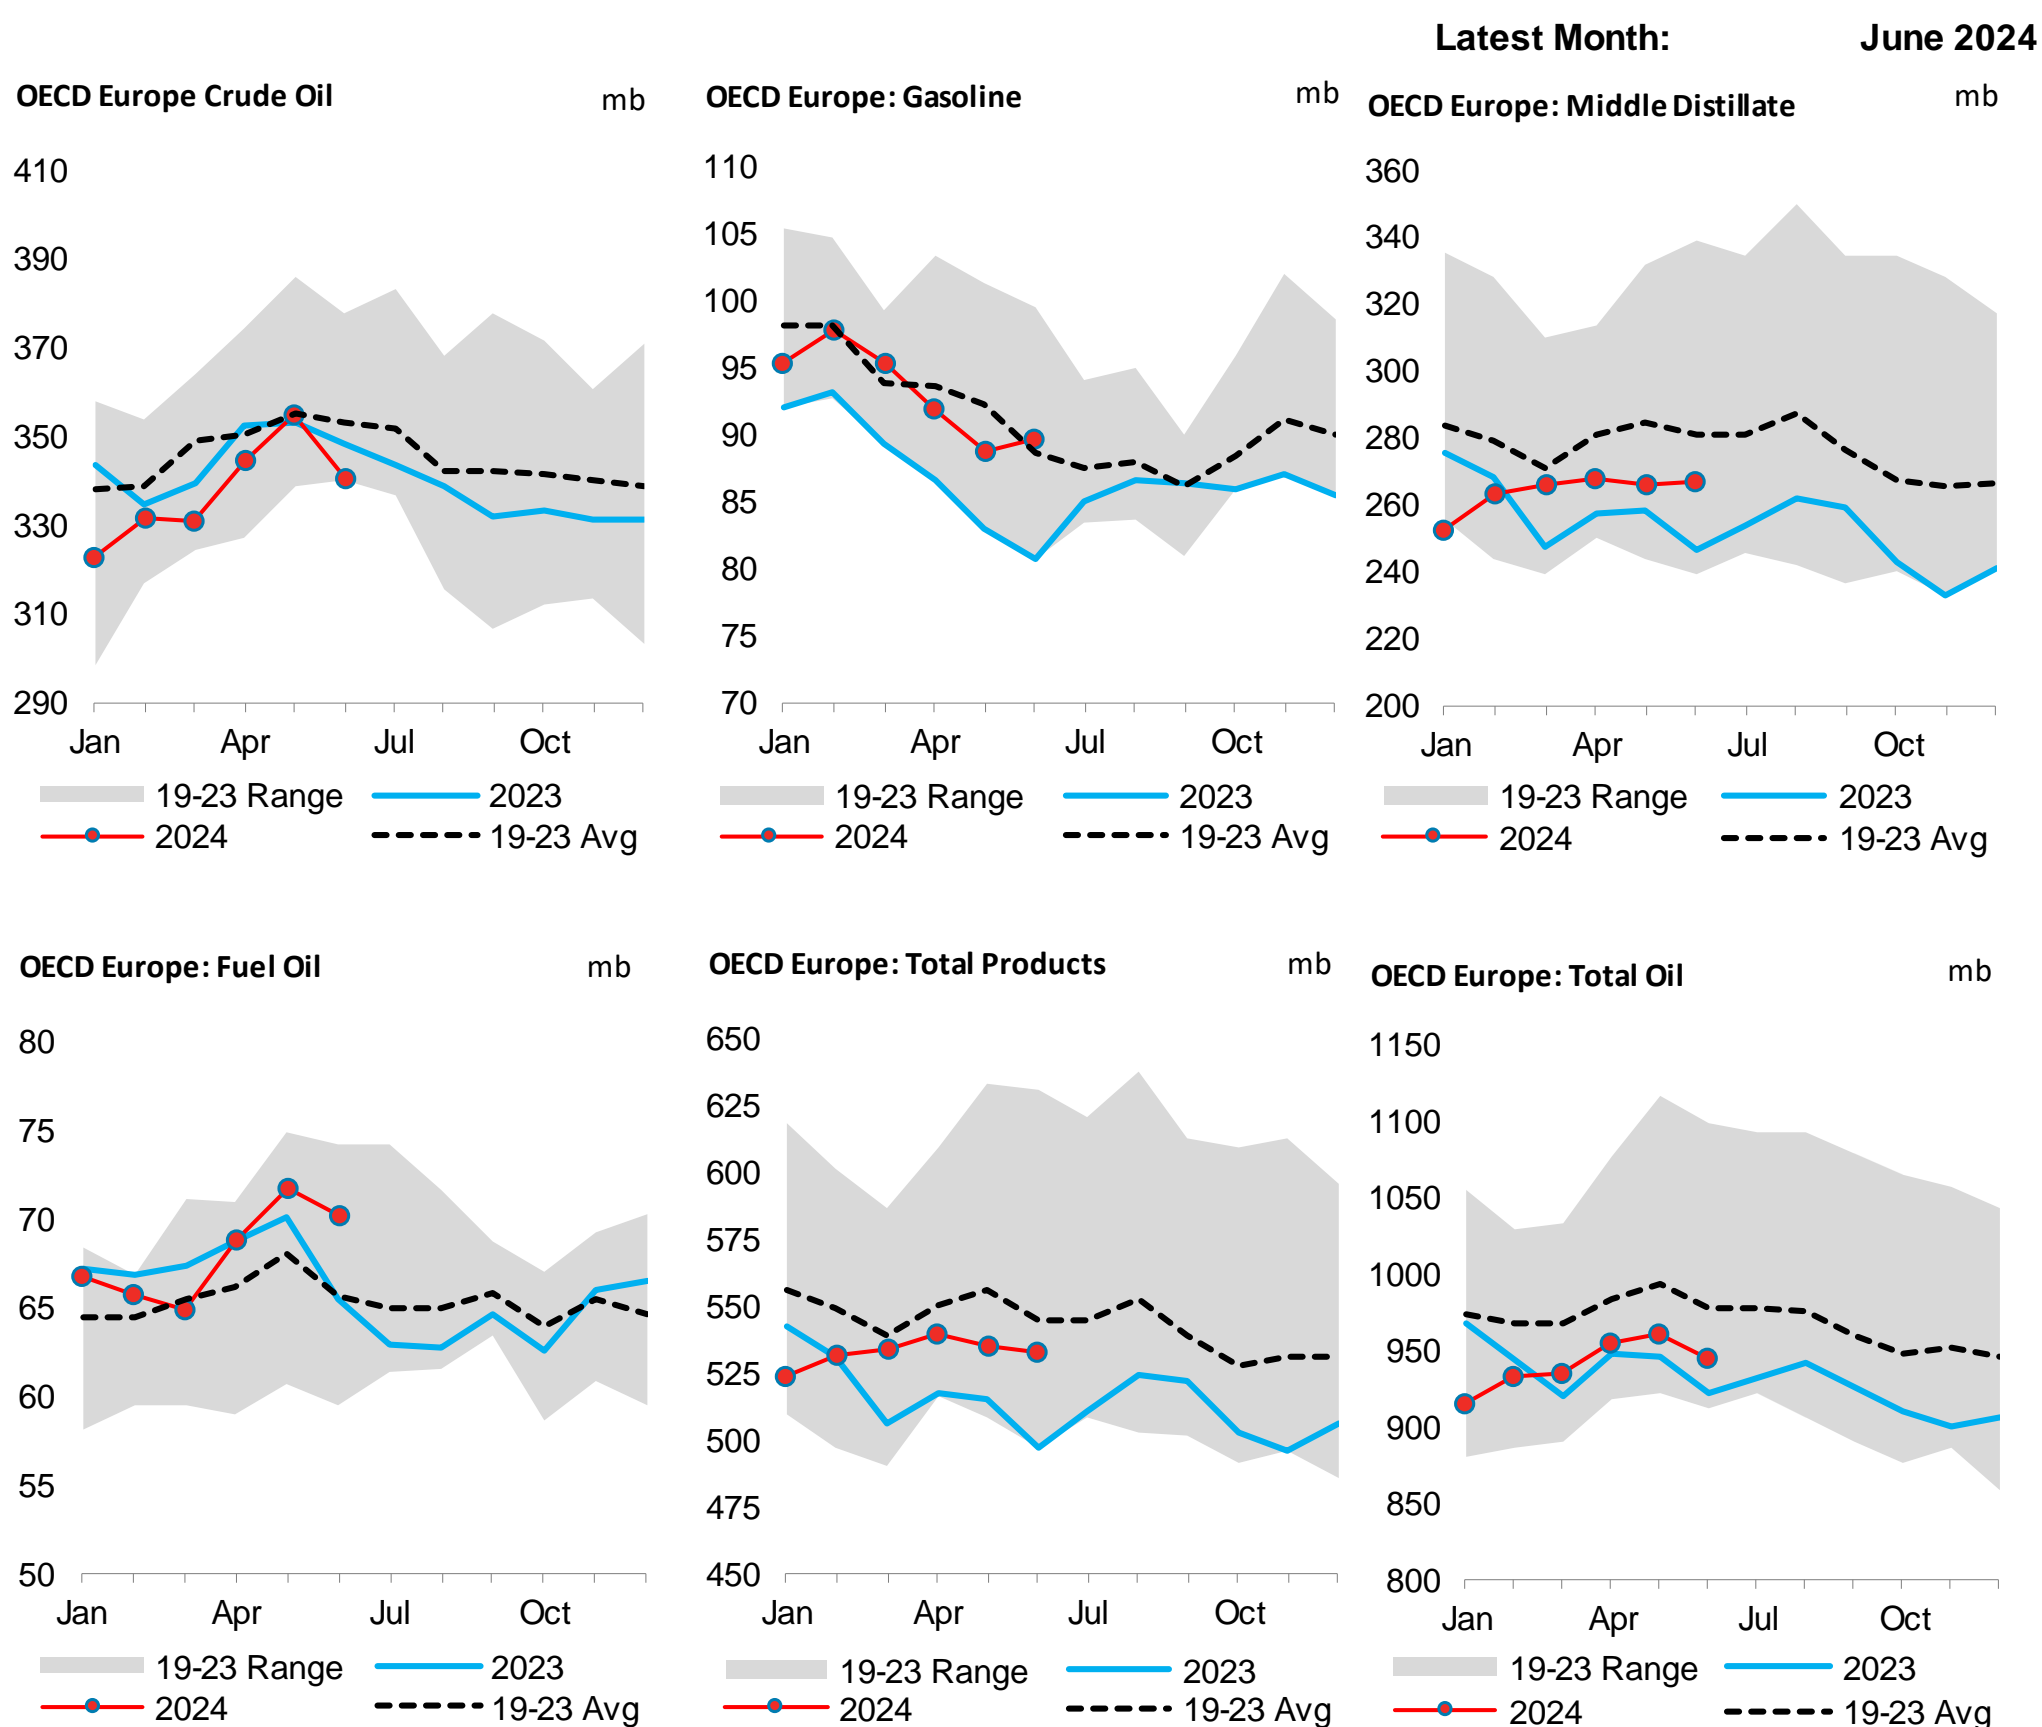 Latest Month: June 2024
OECD Europe Crude Oil mb
410
390
370
350
330
310
290
Jan Apr Jul Oct
19-23 Range 2023
2024 19-23 Avg
OECD Europe: Gasoline mb
110
105
100
95
90
85
80
75
70
Jan Apr Jul Oct
19-23 Range 2023
2024 19-23 Avg
OECD Europe: Middle Distillate mb
360
340
320
300
280
260
240
220
200
Jan Apr Jul Oct
19-23 Range 2023
2024 19-23 Avg
OECD Europe: Fuel Oil mb
80
75
70
65
60
55
50
Jan Apr Jul Oct
19-23 Range 2023
2024 19-23 Avg
OECD Europe: Total Products mb
650
625
600
575
550
525
500
475
450
Jan Apr Jul Oct
19-23 Range 2023
2024 19-23 Avg
OECD Europe: Total Oil mb
1150
1100
1050
1000
950
900
850
800
Jan Apr Jul Oct
19-23 Range 2023
2024 19-23 Avg